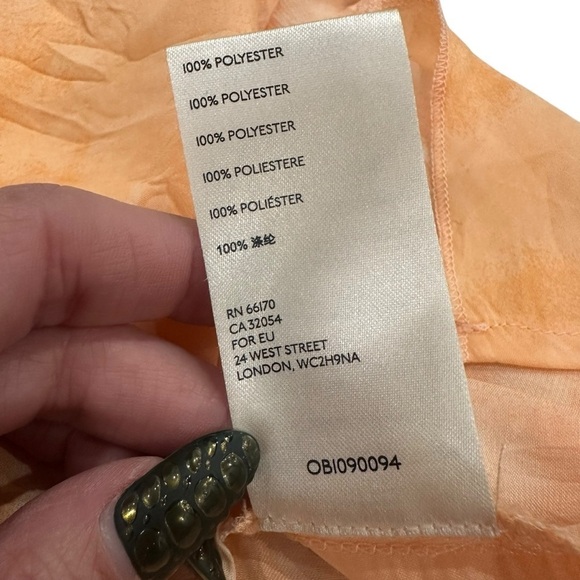 100% POLYESTER
100% POLYESTER
100% POLYESTER
100% POLIESTERE
100% POLIÉSTER
100% 涤纶
RN 66170
CA 32054
FOR EU
24 WEST STREET
LONDON, WC2H9NA
OB1090094